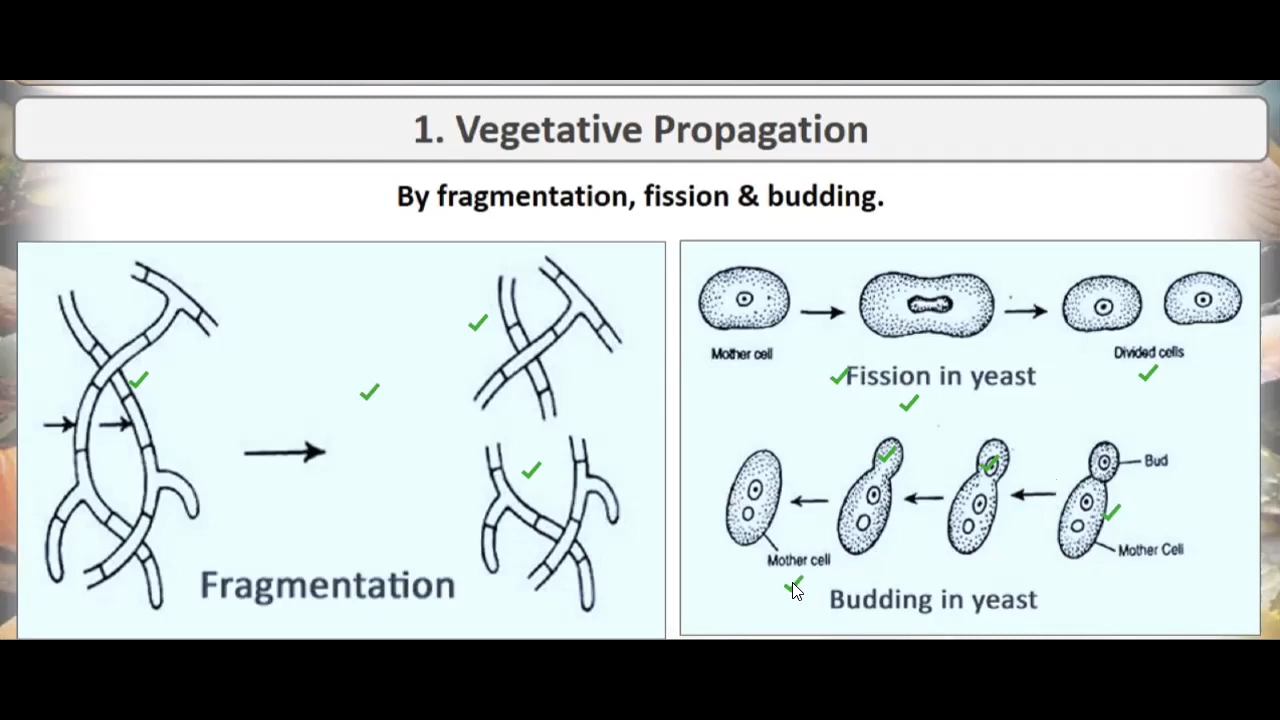 1. Vegetative Propagation
By fragmentation, fission & budding.
Fragmentation
Mother cell
Divided cells
Fission in yeast
Bud
Mother cell
Mother Cell
Budding in yeast